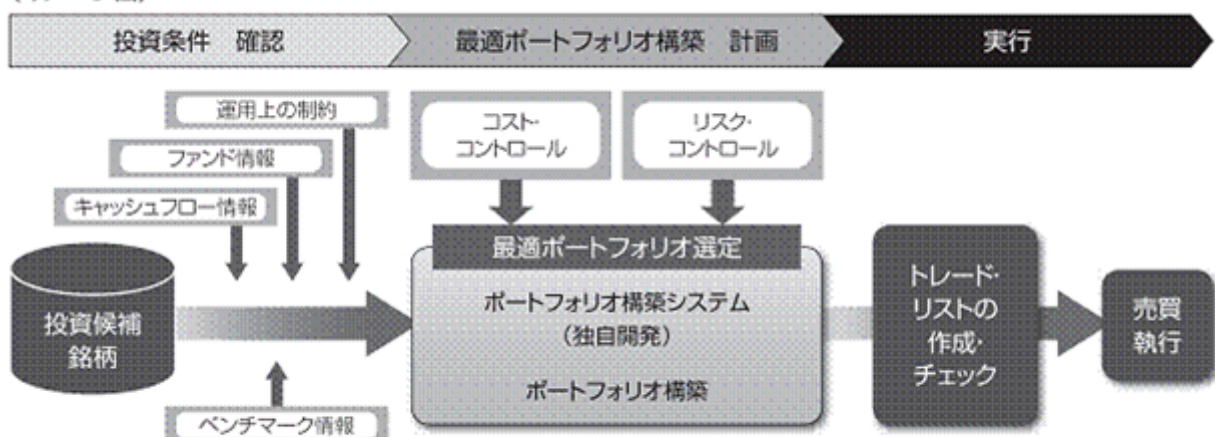 投資条件 確認
最適ポートフォリオ構築 計画
実行
運用上の制約
ファンド情報
キャッシュフロー情報
コスト・
コントロール
リスク・
コントロール
投資候補
銘柄
ベンチマーク情報
最適ポートフォリオ選定
ポートフォリオ構築システム
（独自開発）
ポートフォリオ構築
トレード・
リストの
作成・
チェック
売買
執行